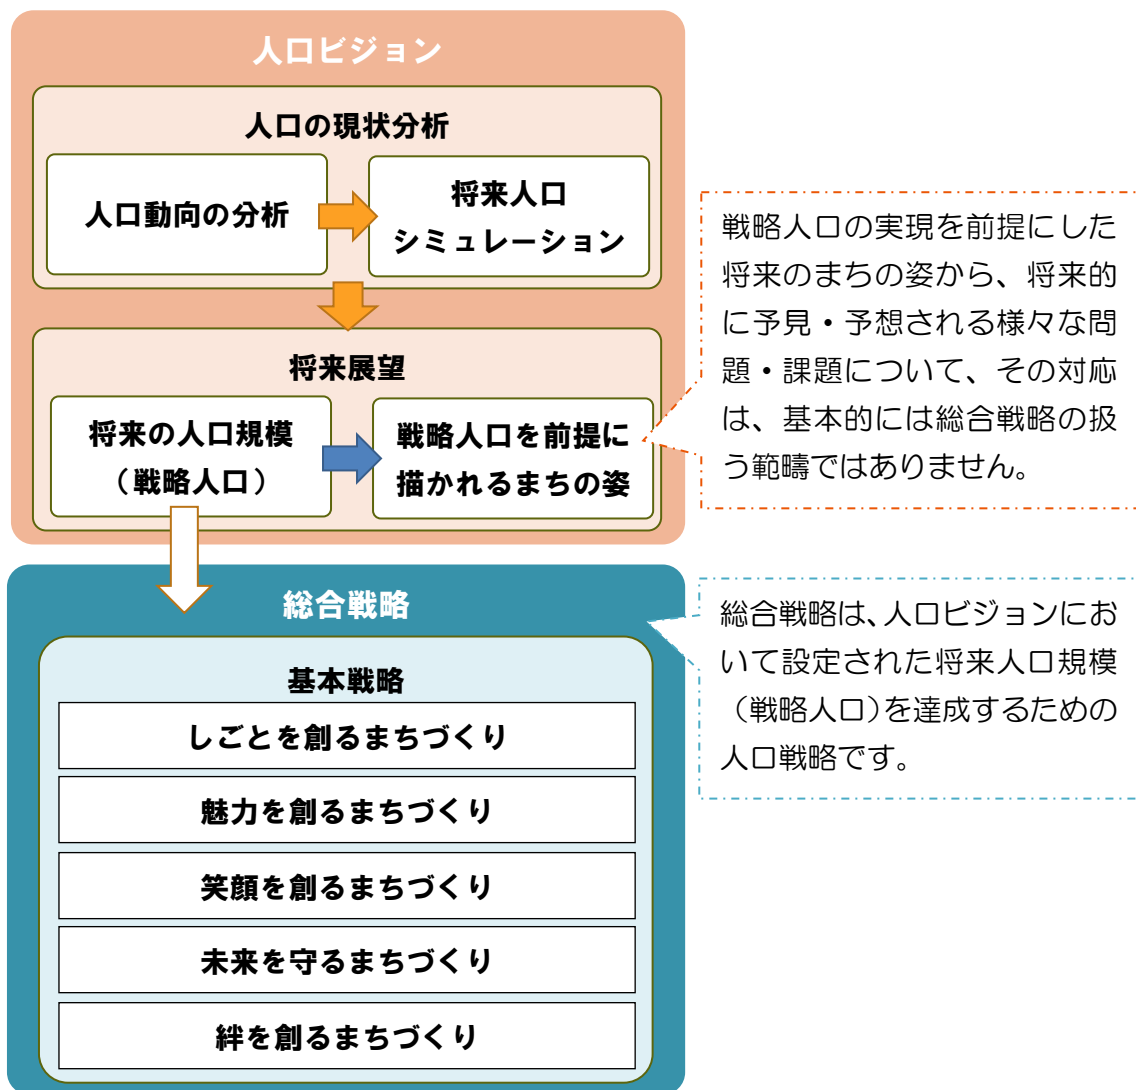 人口ビジョン
人口の現状分析
人口動向の分析
将来人口
シミュレーション
将来展望
将来の人口規模
（戦略人口）
戦略人口を前提に
描かれるまちの姿
戦略人口の実現を前提にした
将来のまちの姿から、将来的
に予見・予想される様々な問
題・課題について、その対応
は、基本的には総合戦略の扱
う範疇ではありません。
総合戦略
基本戦略
しごとを創るまちづくり
魅力を創るまちづくり
笑顔を創るまちづくり
未来を守るまちづくり
絆を創るまちづくり
総合戦略は、人口ビジョンにお
いて設定された将来人口規模
（戦略人口）を達成するための
人口戦略です。